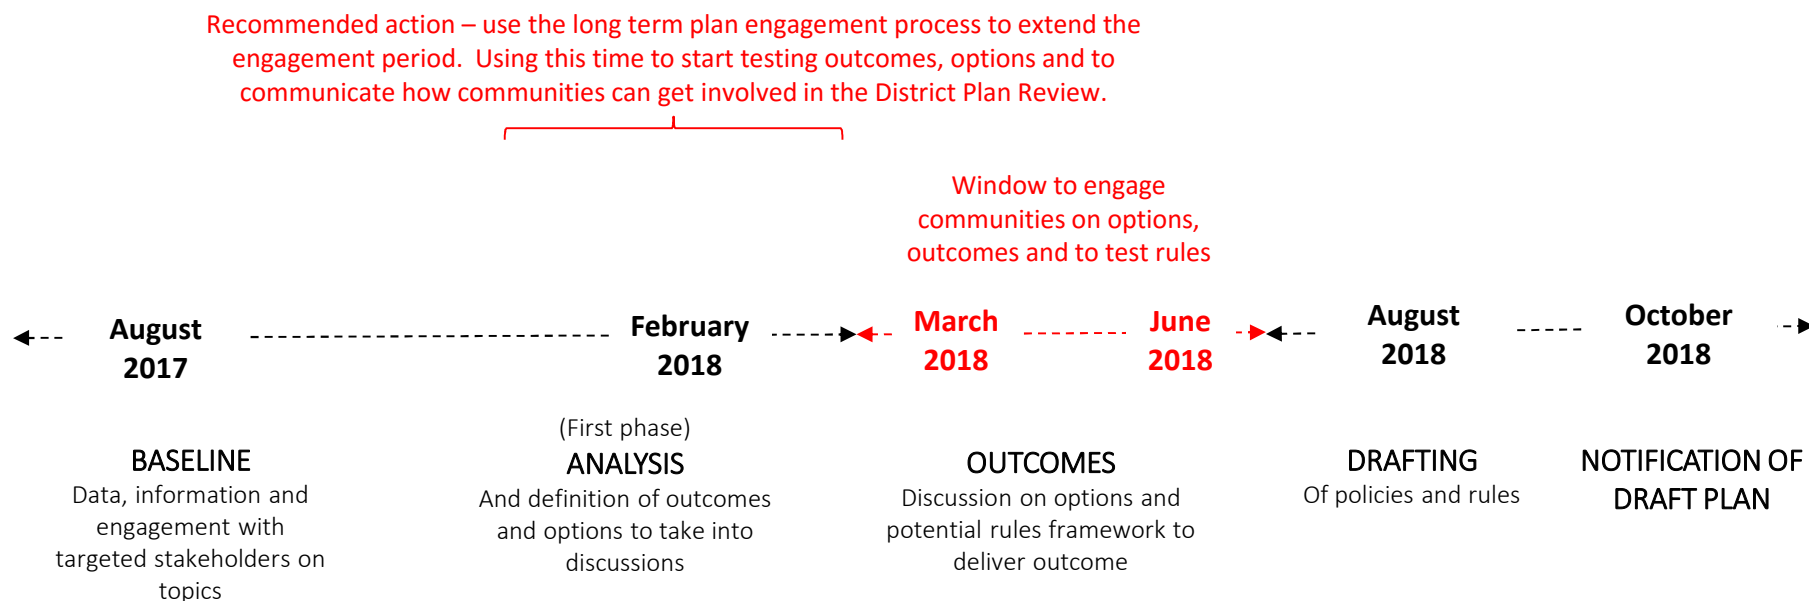 Recommended action – use the long term plan engagement process to extend the
engagement period.  Using this time to start testing outcomes, options and to
communicate how communities can get involved in the District Plan Review.
Window to engage
communities on options,
outcomes and to test rules
August
2017
February
2018
March
2018
June
2018
August
2018
October
2018
BASELINE
Data, information and
engagement with
targeted stakeholders on
topics
(First phase)
ANALYSIS
And definition of outcomes
and options to take into
discussions
OUTCOMES
Discussion on options and
potential rules framework to
deliver outcome
DRAFTING
Of policies and rules
NOTIFICATION OF
DRAFT PLAN